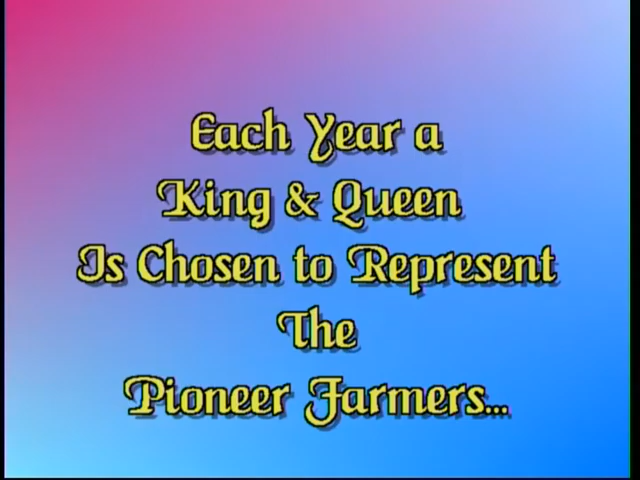 Each Year a
King & Queen
Is Chosen to Represent
The
Pioneer Farmers...